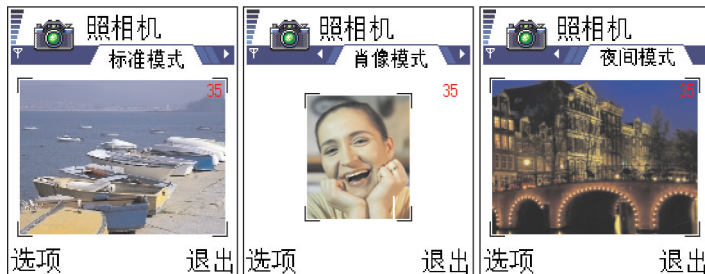 照相机
标准模式
35
选项 退出
照相机
肖像模式
35
选项 退出
照相机
夜间模式
35
选项 退出